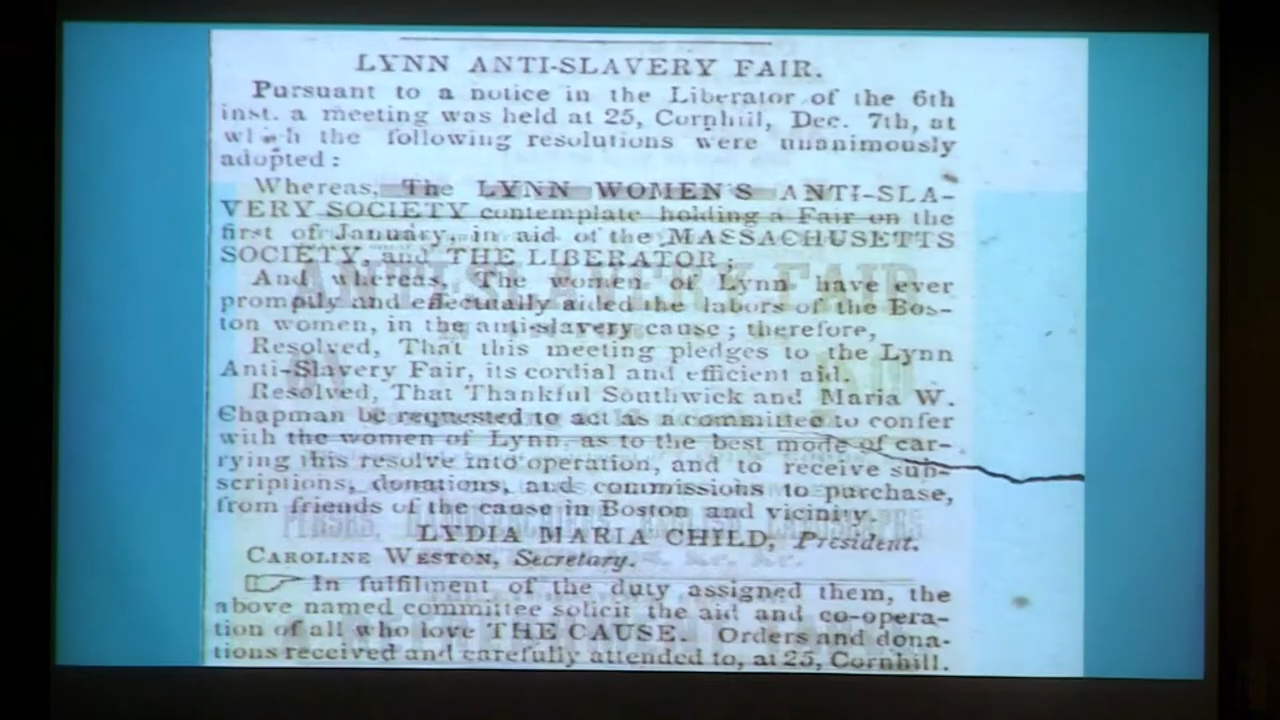 LYNN ANTI-SLAVERY FAIR.
Pursuant to a notice in the Liberator of the 6th
inst. a meeting was held at 25, Cornhill, Dec. 7th, at
which the following resolutions were unanimously
adopted:
Whereas, The LYNN WOMEN'S ANTI-SLA-
VERY SOCIETY contemplate holding a Fair on the
first of January, in aid of the MASSACHUSETTS
SOCIETY, and THE LIBERATOR;
And whereas, The women of Lynn have ever
promptly and effectually aided the labors of the Bos-
ton women, in the anti-slavery cause; therefore,
Resolved, That this meeting pledges to the Lynn
Anti-Slavery Fair, its cordial and efficient aid.
Resolved, That Thankful Southwick and Maria W.
Chapman be requested to act as a committee to confer
with the women of Lynn, as to the best mode of car-
rying this resolve into operation, and to receive sub-
scriptions, donations, and commissions to purchase,
from friends of the cause in Boston and vicinity.
LYDIA MARIA CHILD, President.
CAROLINE WESTON, Secretary.
☞ In fulfilment of the duty assigned them, the
above named committee solicit the aid and co-opera-
tion of all who love THE CAUSE. Orders and dona-
tions received and carefully attended to, at 25, Cornhill.